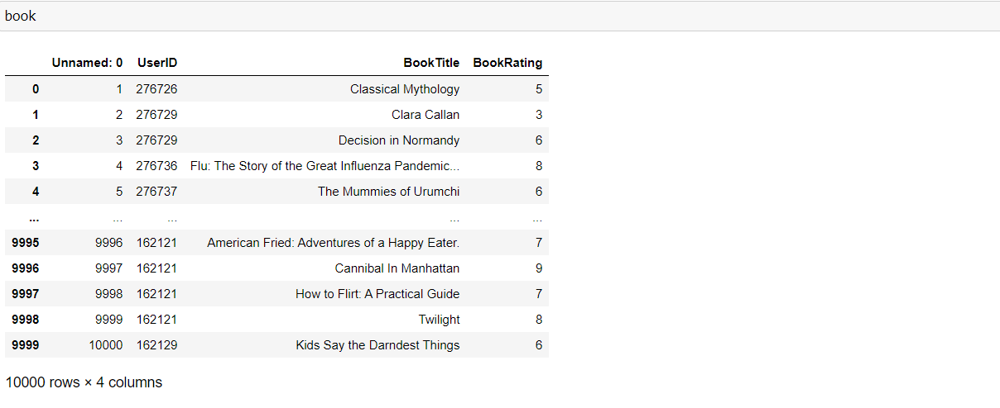 book
Unnamed: 0 UserID BookTitle BookRating
0 1 276726 Classical Mythology 5
1 2 276729 Clara Callan 3
2 3 276729 Decision in Normandy 6
3 4 276736 Flu: The Story of the Great Influenza Pandemic... 8
4 5 276737 The Mummies of Urumchi 6
... ... ... ... ...
9995 9996 162121 American Fried: Adventures of a Happy Eater. 7
9996 9997 162121 Cannibal In Manhattan 9
9997 9998 162121 How to Flirt: A Practical Guide 7
9998 9999 162121 Twilight 8
9999 10000 162129 Kids Say the Darndest Things 6
10000 rows × 4 columns